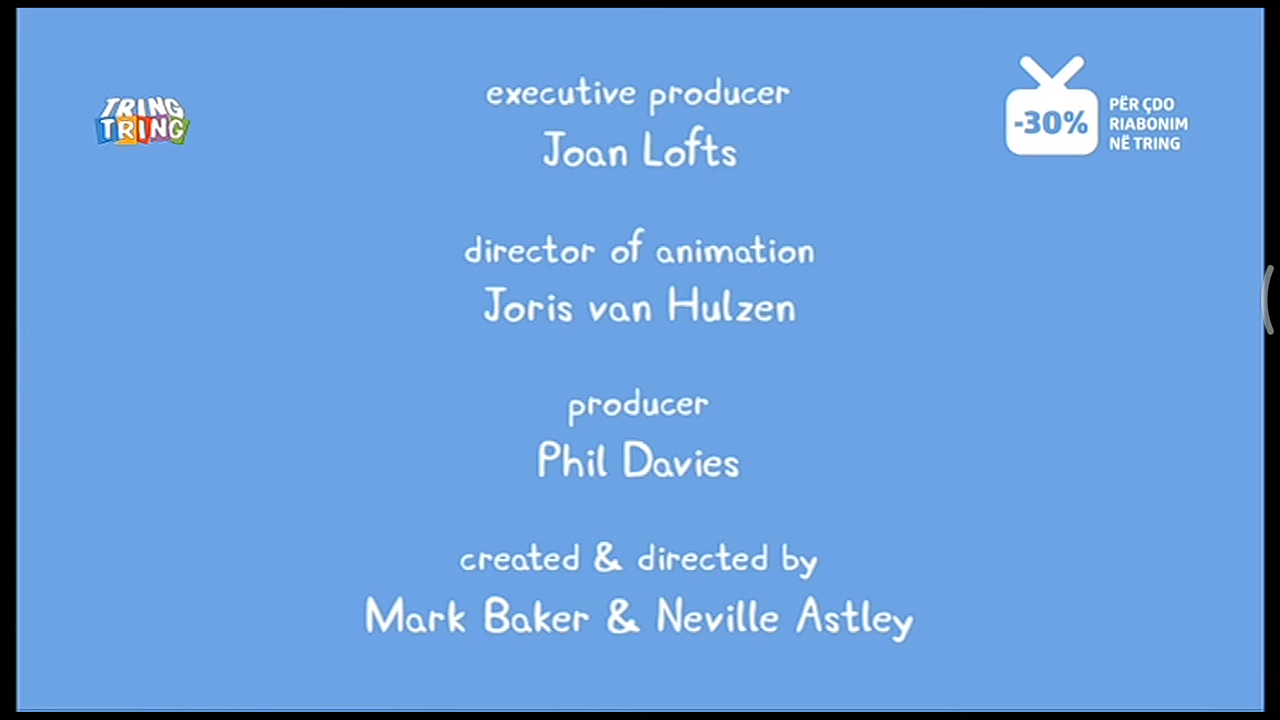 TRING
TRING
-30%
PËR ÇDO
RIABONIM
NË TRING
executive producer
Joan Lofts
director of animation
Joris van Hulzen
producer
Phil Davies
created & directed by
Mark Baker & Neville Astley